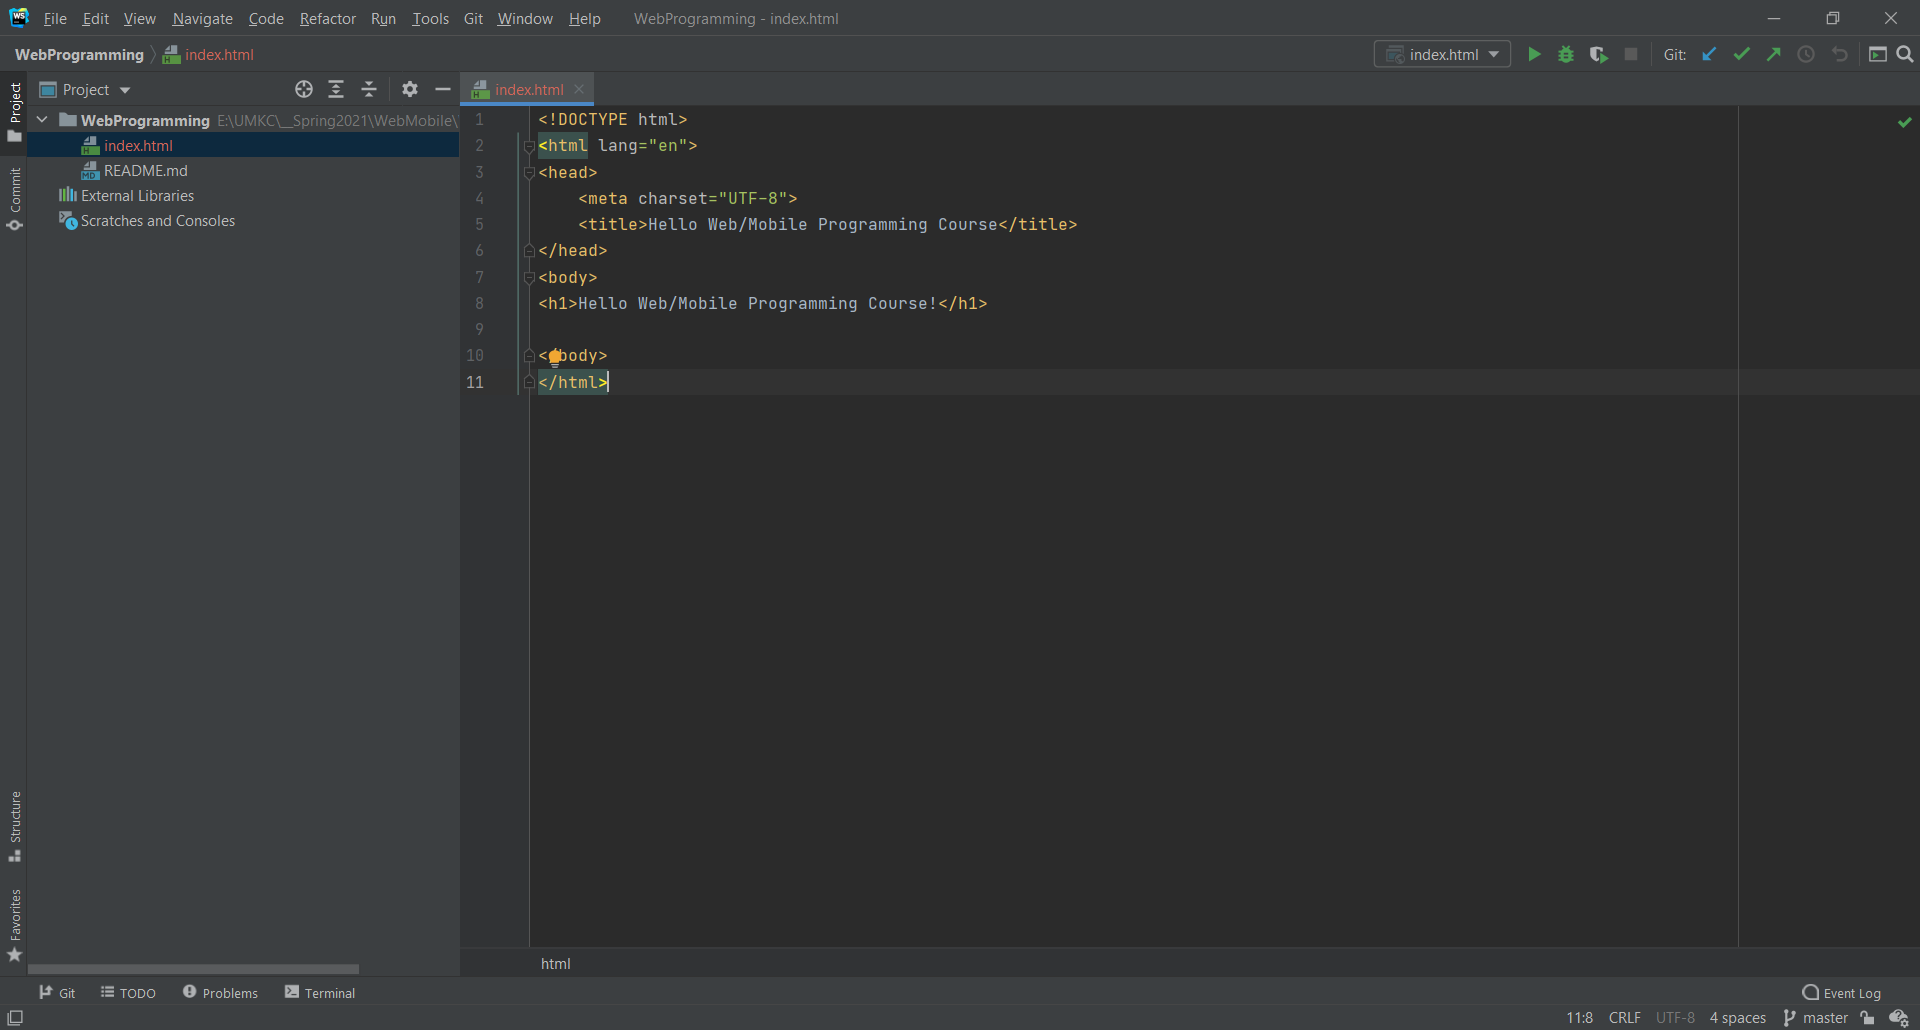 File Edit View Navigate Code Refactor Run Tools Git Window Help WebProgramming - index.html
WebProgramming index.html
index.html
Git:
Project
Project
index.html
WebProgramming E:\UMKC\__Spring2021\WebMobile\
index.html
README.md
External Libraries
Scratches and Consoles
Commit
Structure
Favorites
1 <!DOCTYPE html>
2 <html lang="en">
3 <head>
4 <meta charset="UTF-8">
5 <title>Hello Web/Mobile Programming Course</title>
6 </head>
7 <body>
8 <h1>Hello Web/Mobile Programming Course!</h1>
9
10 < body>
11 </html>
html
Git TODO Problems Terminal Event Log
11:8 CRLF UTF-8 4 spaces master